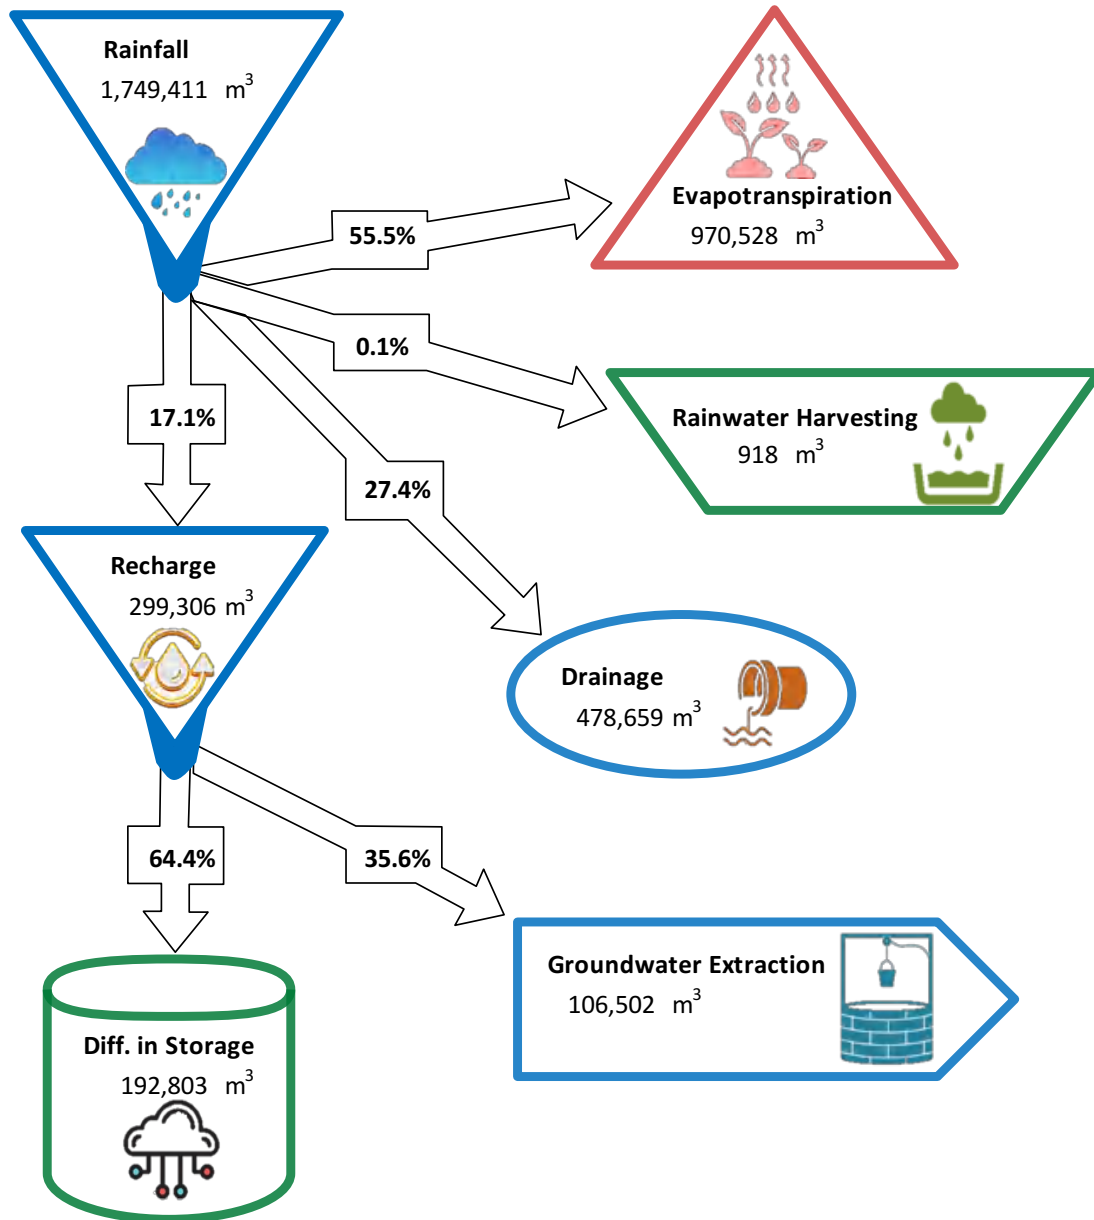 Rainfall
1,749,411 m³
Evapotranspiration
970,528 m³
55.5%
0.1%
Rainwater Harvesting
918 m³
17.1%
27.4%
Recharge
299,306 m³
Drainage
478,659 m³
64.4%
35.6%
Groundwater Extraction
106,502 m³
Diff. in Storage
192,803 m³